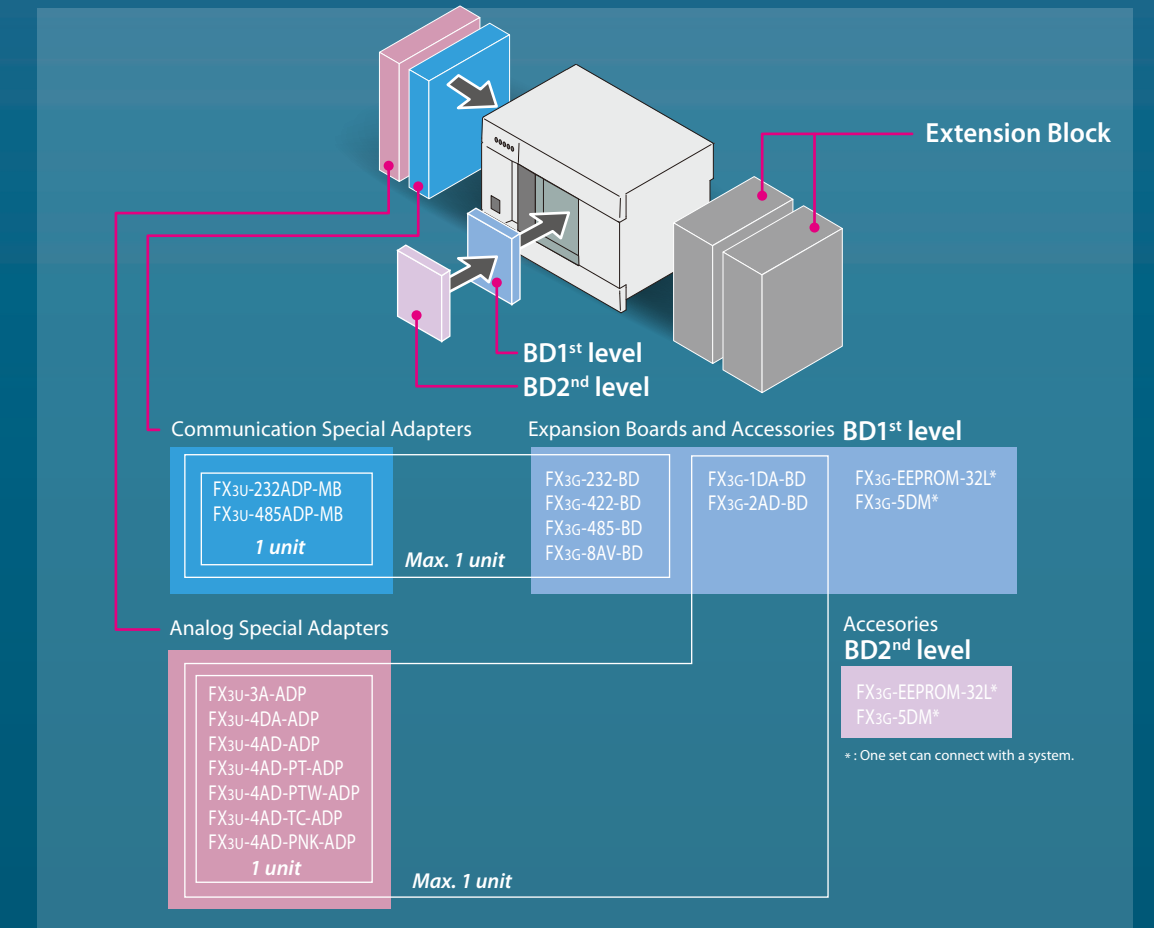 Extension Block
BD1st level
BD2nd level
Communication Special Adapters
FX3U-232ADP-MB
FX3U-485ADP-MB
1 unit
Max. 1 unit
Expansion Boards and Accessories BD1st level
FX3G-232-BD
FX3G-422-BD
FX3G-485-BD
FX3G-8AV-BD
FX3G-1DA-BD
FX3G-2AD-BD
FX3G-EEPROM-32L*
FX3G-5DM*
Analog Special Adapters
FX3U-3A-ADP
FX3U-4DA-ADP
FX3U-4AD-ADP
FX3U-4AD-PT-ADP
FX3U-4AD-PTW-ADP
FX3U-4AD-TC-ADP
FX3U-4AD-PNK-ADP
1 unit
Max. 1 unit
Accesories
BD2nd level
FX3G-EEPROM-32L*
FX3G-5DM*
* : One set can connect with a system.